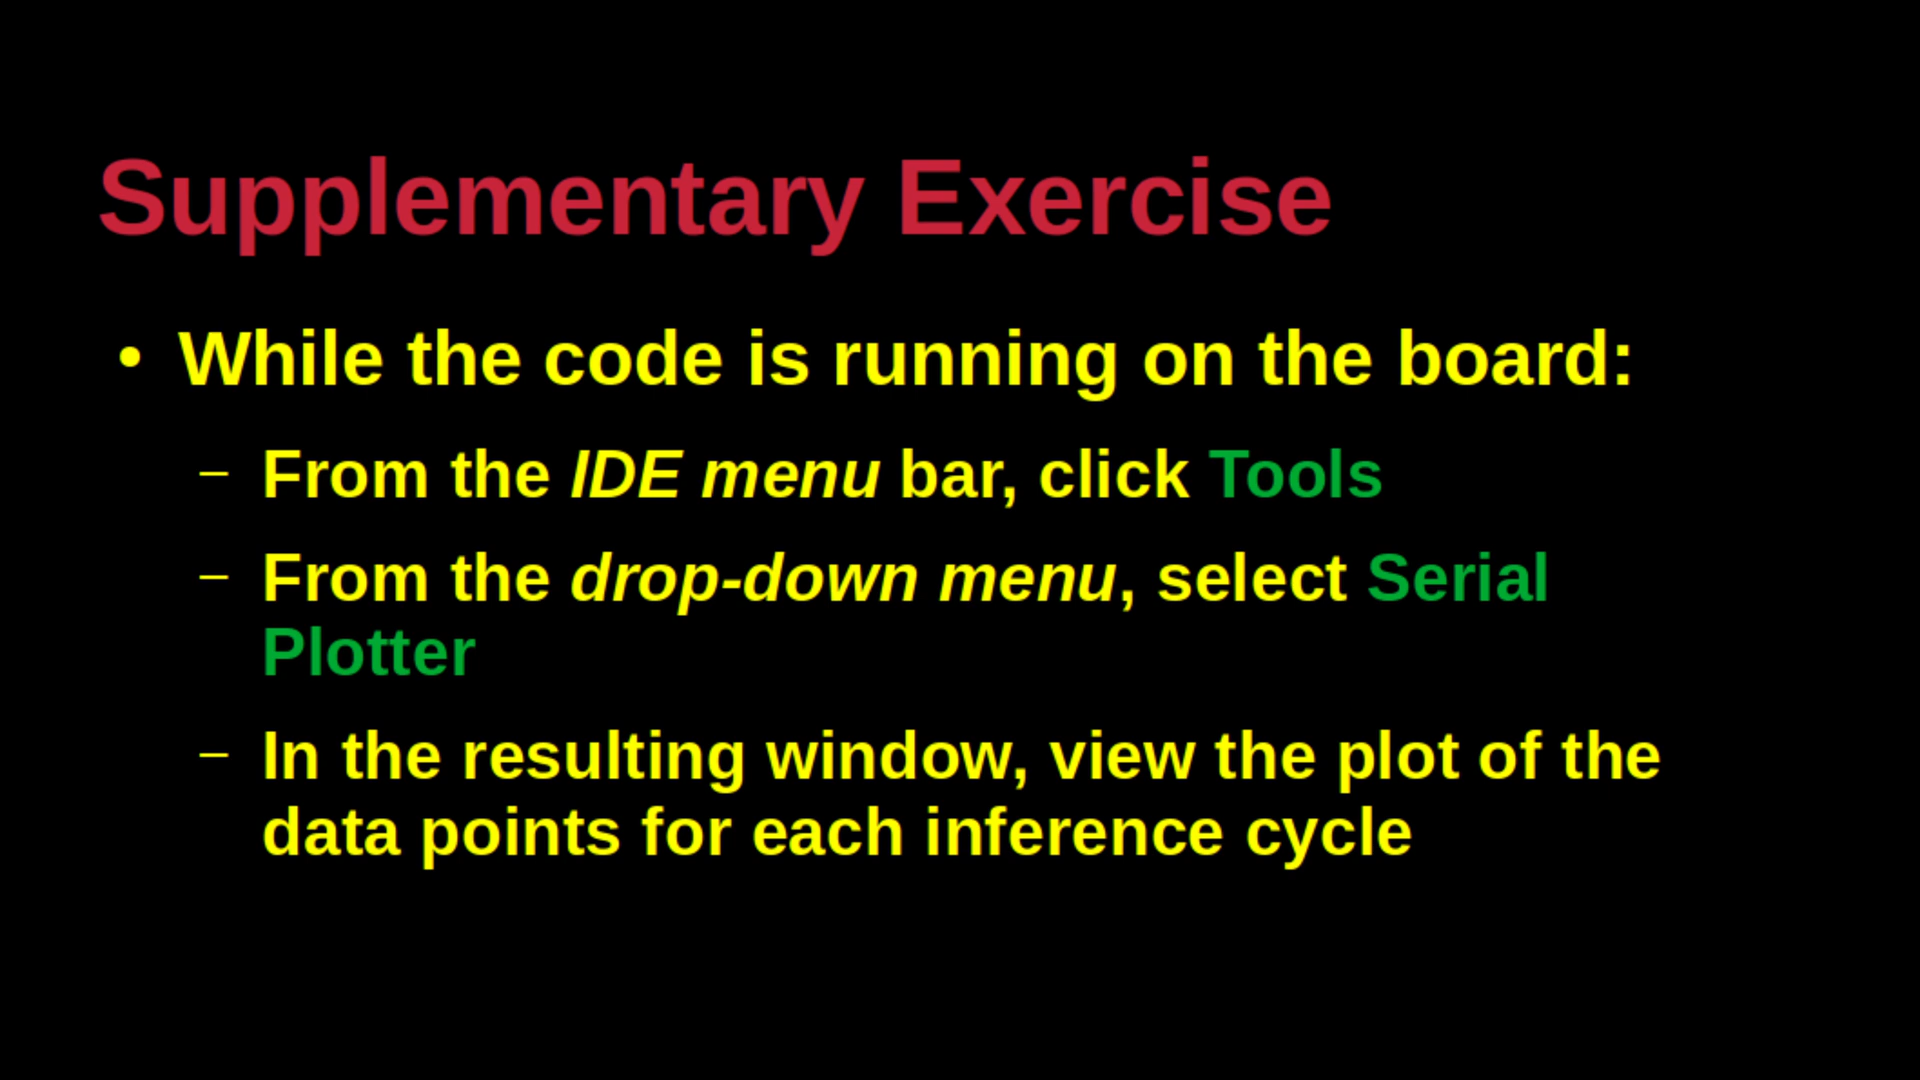 Supplementary Exercise
• While the code is running on the board:
– From the IDE menu bar, click Tools
– From the drop-down menu, select Serial
Plotter
– In the resulting window, view the plot of the
data points for each inference cycle